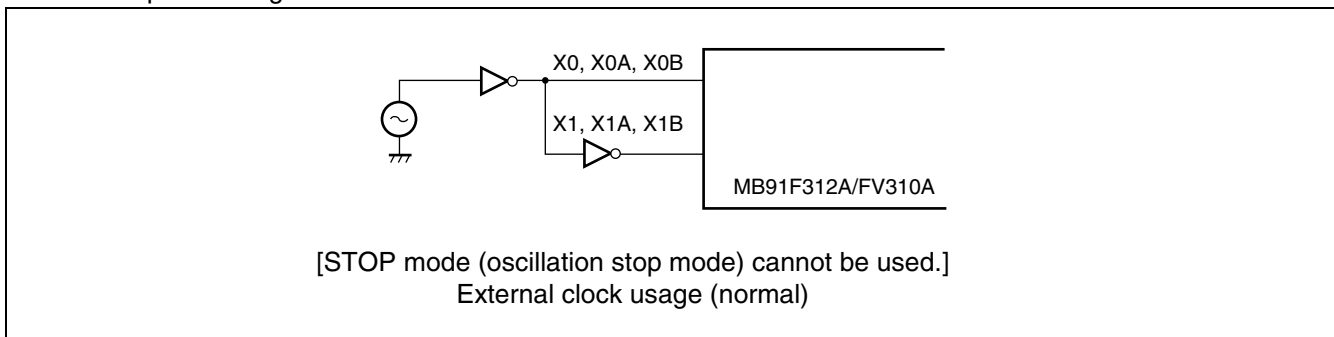 X0, X0A, X0B
X1, X1A, X1B
MB91F312A/FV310A
[STOP mode (oscillation stop mode) cannot be used.]
External clock usage (normal)